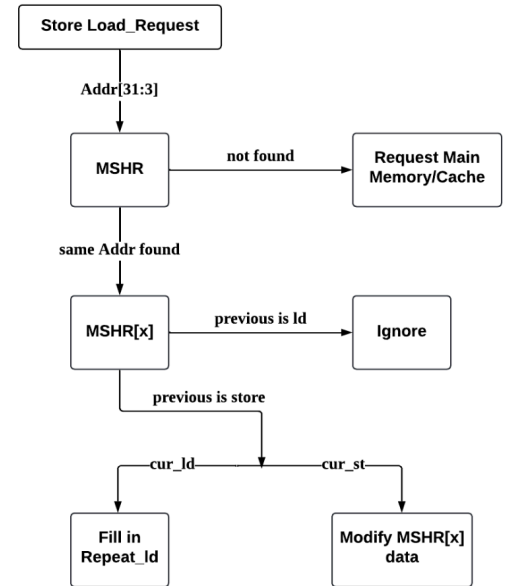 Store Load_Request
Addr[31:3]
MSHR
not found
Request Main
Memory/Cache
same Addr found
MSHR[x]
previous is ld
Ignore
previous is store
cur_ld
cur_st
Fill in
Repeat_ld
Modify MSHR[x]
data